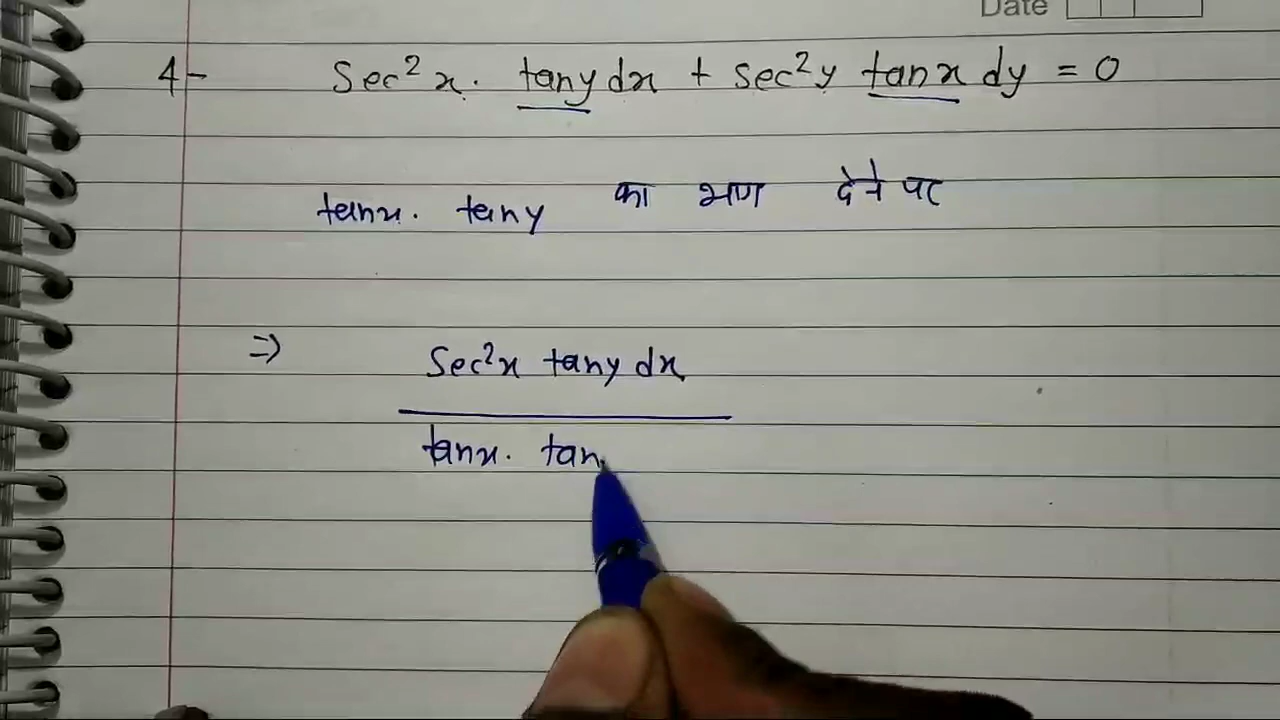 Date
4- Sec²x. tany dx + sec²y tanx dy = 0
tanx. tany का भाग देने पर
⇒ Sec²x tany dx
tanx. tan